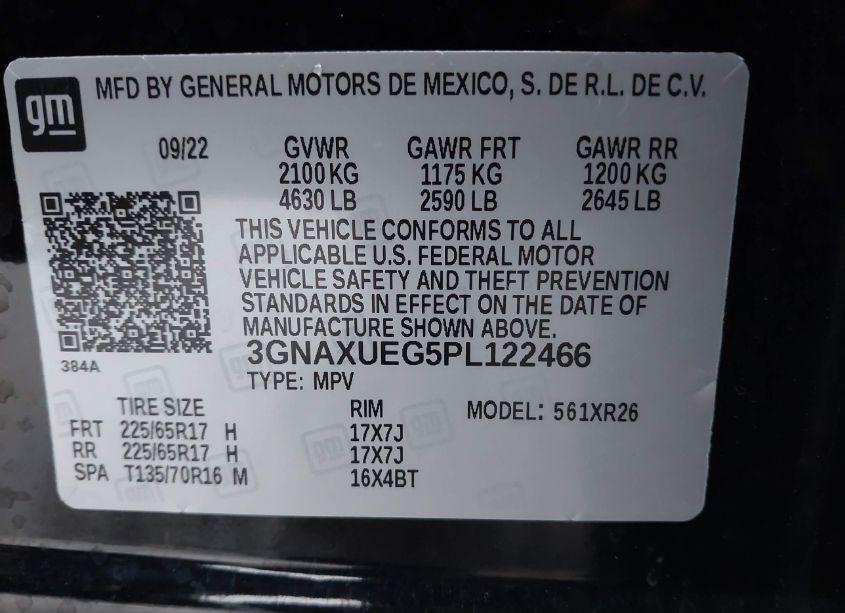 gm
MFD BY GENERAL MOTORS DE MEXICO, S. DE R.L. DE C.V.
09/22 GVWR GAWR FRT GAWR RR
2100 KG 1175 KG 1200 KG
4630 LB 2590 LB 2645 LB
THIS VEHICLE CONFORMS TO ALL
APPLICABLE U.S. FEDERAL MOTOR
VEHICLE SAFETY AND THEFT PREVENTION
STANDARDS IN EFFECT ON THE DATE OF
MANUFACTURE SHOWN ABOVE.
3GNAXUEG5PL122466
384A
TYPE: MPV
TIRE SIZE RIM MODEL: 561XR26
FRT 225/65R17 H 17X7J
RR 225/65R17 H 17X7J
SPA T135/70R16 M 16X4BT